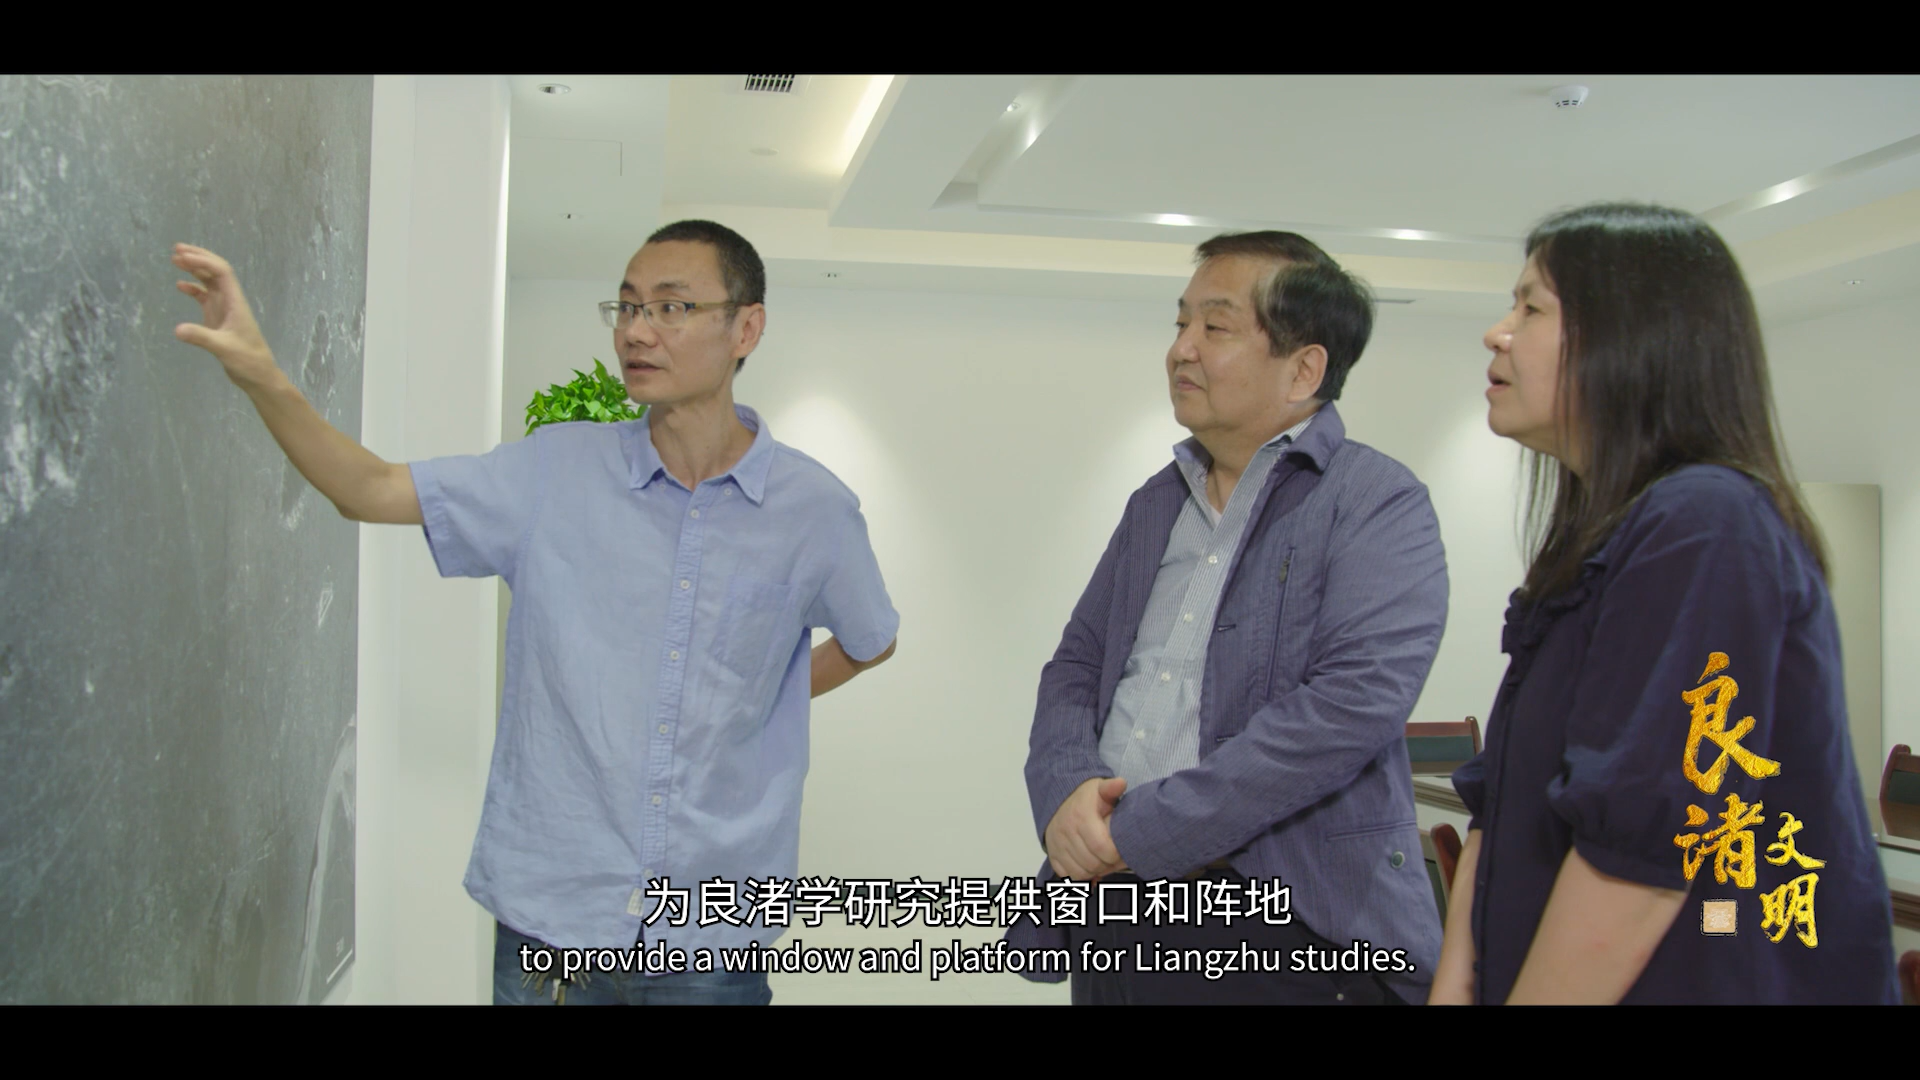 良渚
文明
为良渚学研究提供窗口和阵地
to provide a window and platform for Liangzhu studies.